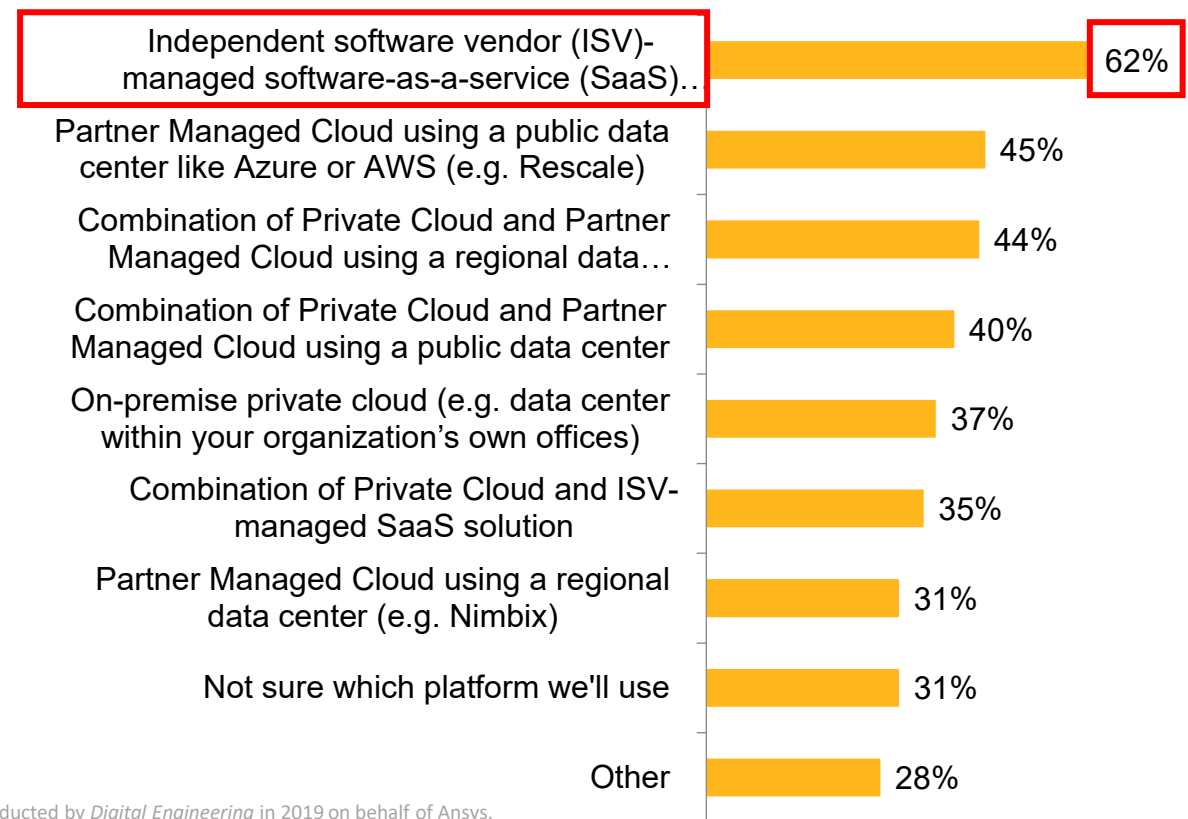 Independent software vendor (ISV)-
managed software-as-a-service (SaaS)…
62%
Partner Managed Cloud using a public data
center like Azure or AWS (e.g. Rescale)
45%
Combination of Private Cloud and Partner
Managed Cloud using a regional data…
44%
Combination of Private Cloud and Partner
Managed Cloud using a public data center
40%
On-premise private cloud (e.g. data center
within your organization’s own offices)
37%
Combination of Private Cloud and ISV-
managed SaaS solution
35%
Partner Managed Cloud using a regional
data center (e.g. Nimbix)
31%
Not sure which platform we'll use
31%
Other
28%
ducted by Digital Engineering in 2019 on behalf of Ansys.